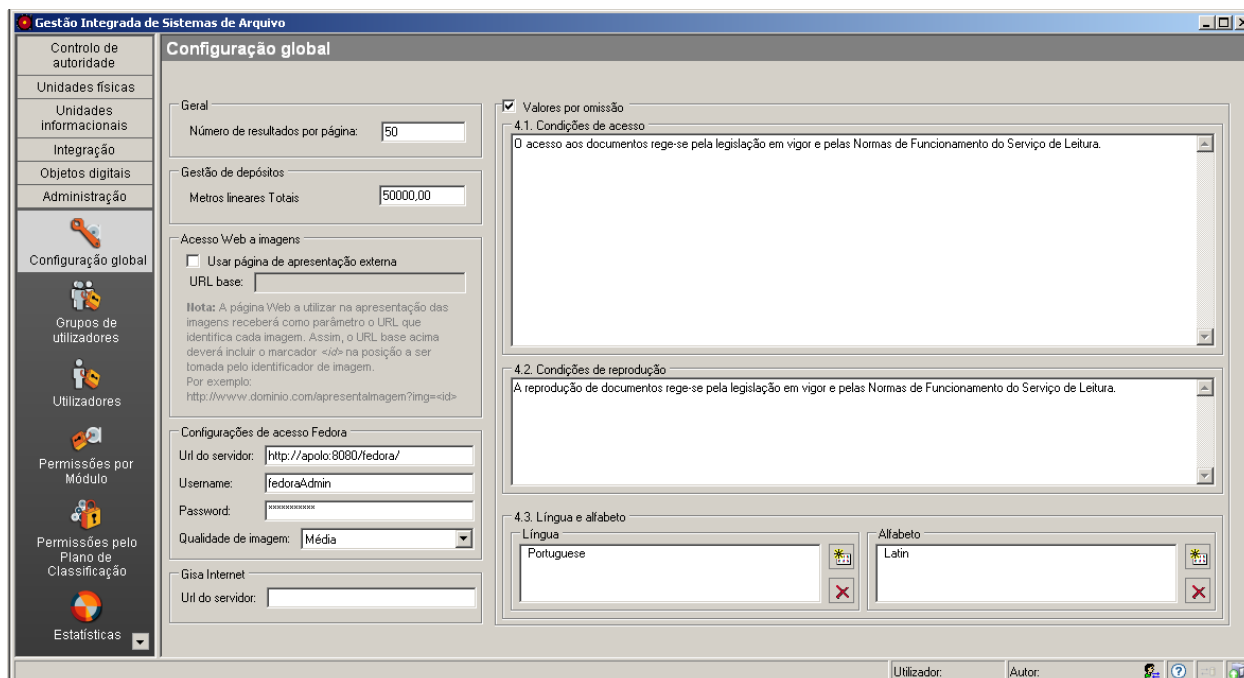 Gestão Integrada de Sistemas de Arquivo
Controlo de
autoridade
Unidades físicas
Unidades
informacionais
Integração
Objetos digitais
Administração
Configuração global
Grupos de
utilizadores
Utilizadores
Permissões por
Módulo
Permissões pelo
Plano de
Classificação
Estatísticas
Configuração global
Geral
Número de resultados por página: 50
Gestão de depósitos
Metros lineares Totais 50000,00
Acesso Web a imagens
Usar página de apresentação externa
URL base:
Nota: A página Web a utilizar na apresentação das
imagens receberá como parâmetro o URL que
identifica cada imagem. Assim, o URL base acima
deverá incluir o marcador <id> na posição a ser
tomada pelo identificador de imagem.
Por exemplo:
http://www.dominio.com/apresentaImagem?img=<id>
Configurações de acesso Fedora
Url do servidor: http://apolo:8080/fedora/
Username: fedoraAdmin
Password: ***********
Qualidade de imagem: Média
Gisa Internet
Url do servidor:
Valores por omissão
4.1. Condições de acesso
O acesso aos documentos rege-se pela legislação em vigor e pelas Normas de Funcionamento do Serviço de Leitura.
4.2. Condições de reprodução
A reprodução de documentos rege-se pela legislação em vigor e pelas Normas de Funcionamento do Serviço de Leitura.
4.3. Língua e alfabeto
Língua
Portuguese
Alfabeto
Latin
Utilizador:
Autor: